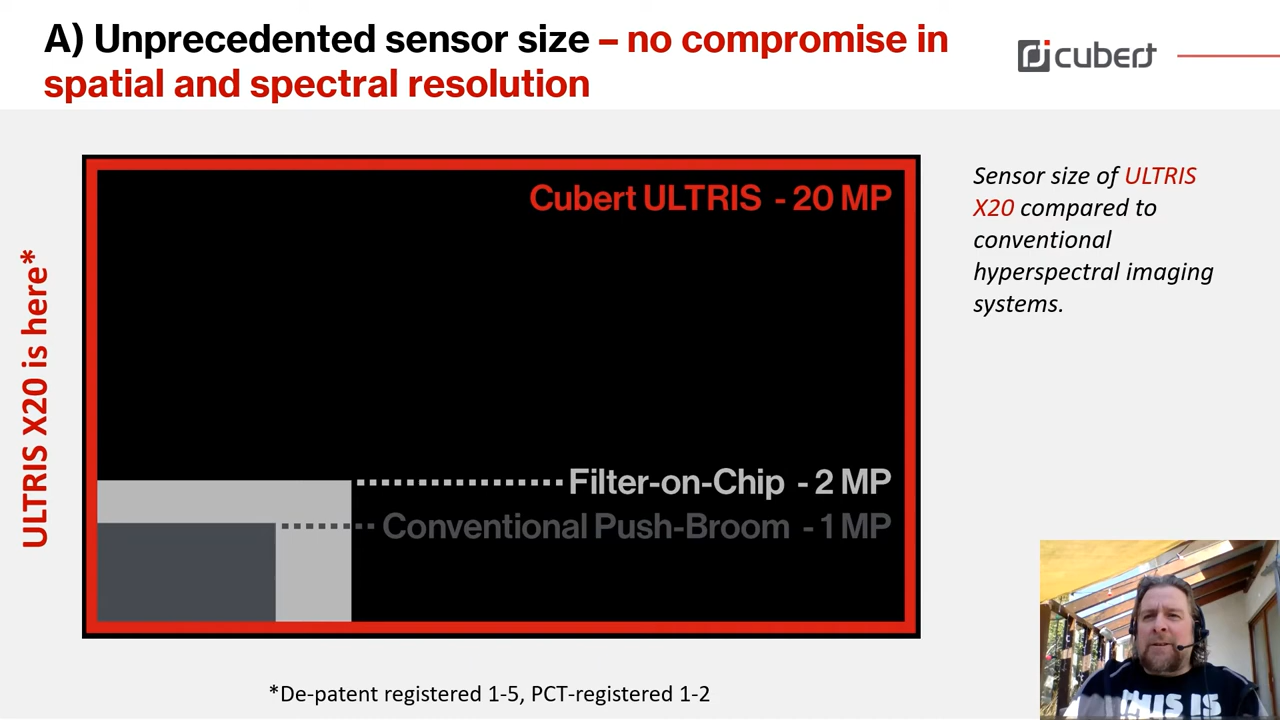 A) Unprecedented sensor size – no compromise in
spatial and spectral resolution
cubert
ULTRIS X20 is here*
Cubert ULTRIS - 20 MP
Filter-on-Chip - 2 MP
Conventional Push-Broom - 1 MP
Sensor size of ULTRIS
X20 compared to
conventional
hyperspectral imaging
systems.
*De-patent registered 1-5, PCT-registered 1-2
THIS IS